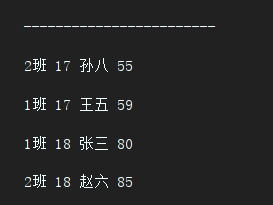 ------------------------
2班 17 孙八 55
1班 17 王五 59
1班 18 张三 80
2班 18 赵六 85